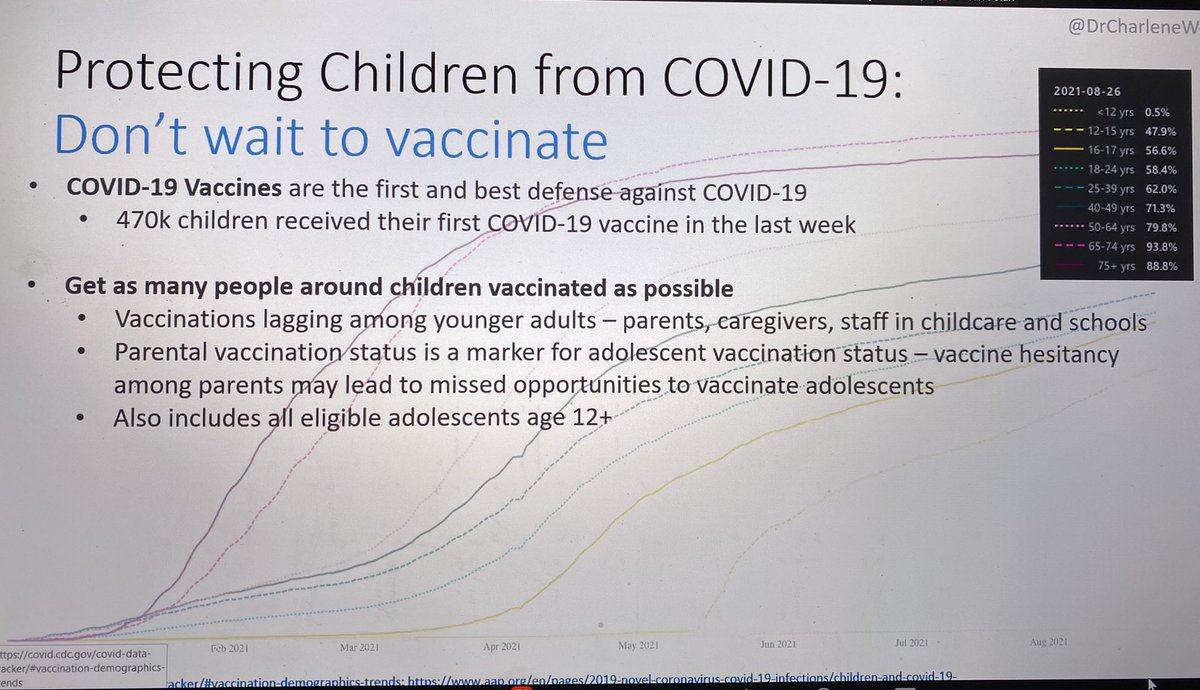 @DrCharleneW
Protecting Children from COVID-19:
Don't wait to vaccinate
2021-08-26
<12 yrs 0.5%
12-15 yrs 47.9%
16-17 yrs 56.6%
18-24 yrs 58.4%
25-39 yrs 62.0%
40-49 yrs 71.3%
50-64 yrs 79.8%
65-74 yrs 93.8%
75+ yrs 88.8%
• COVID-19 Vaccines are the first and best defense against COVID-19
• 470k children received their first COVID-19 vaccine in the last week
• Get as many people around children vaccinated as possible
• Vaccinations lagging among younger adults – parents, caregivers, staff in childcare and schools
• Parental vaccination status is a marker for adolescent vaccination status – vaccine hesitancy
among parents may lead to missed opportunities to vaccinate adolescents
• Also includes all eligible adolescents age 12+
Feb 2021 Mar 2021 Apr 2021 May 2021 Jun 2021 Jul 2021 Aug 2021
ttps://covid.cdc.gov/covid-data-
acker/#vaccination-demographics-
ends
acker/#vaccination-demographics-trends; https://www.aap.org/en/pages/2019-novel-coronavirus-covid-19-infections/children-and-covid-19-